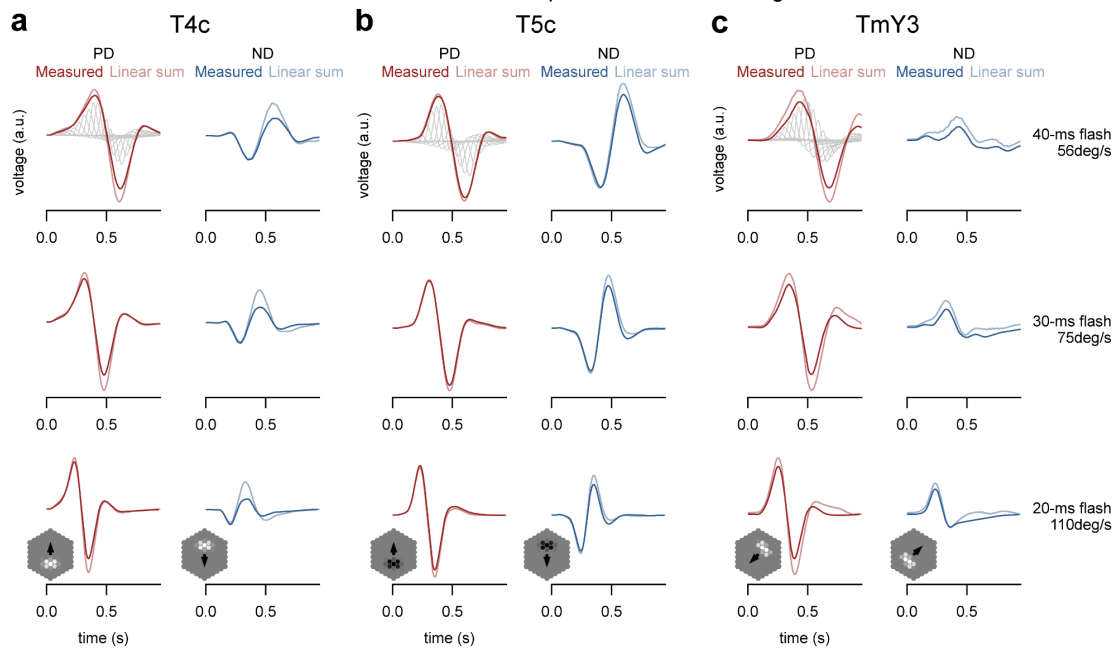 a
T4c
PD ND
Measured Linear sum Measured Linear sum
voltage (a.u.)
0.0 0.5 0.0 0.5
0.0 0.5 0.0 0.5
0.0 0.5 0.0 0.5
time (s)
b
T5c
PD ND
Measured Linear sum Measured Linear sum
voltage (a.u.)
0.0 0.5 0.0 0.5
0.0 0.5 0.0 0.5
0.0 0.5 0.0 0.5
time (s)
c
TmY3
PD ND
Measured Linear sum Measured Linear sum
voltage (a.u.)
40-ms flash
56deg/s
0.0 0.5 0.0 0.5
30-ms flash
75deg/s
0.0 0.5 0.0 0.5
20-ms flash
110deg/s
0.0 0.5 0.0 0.5
time (s)